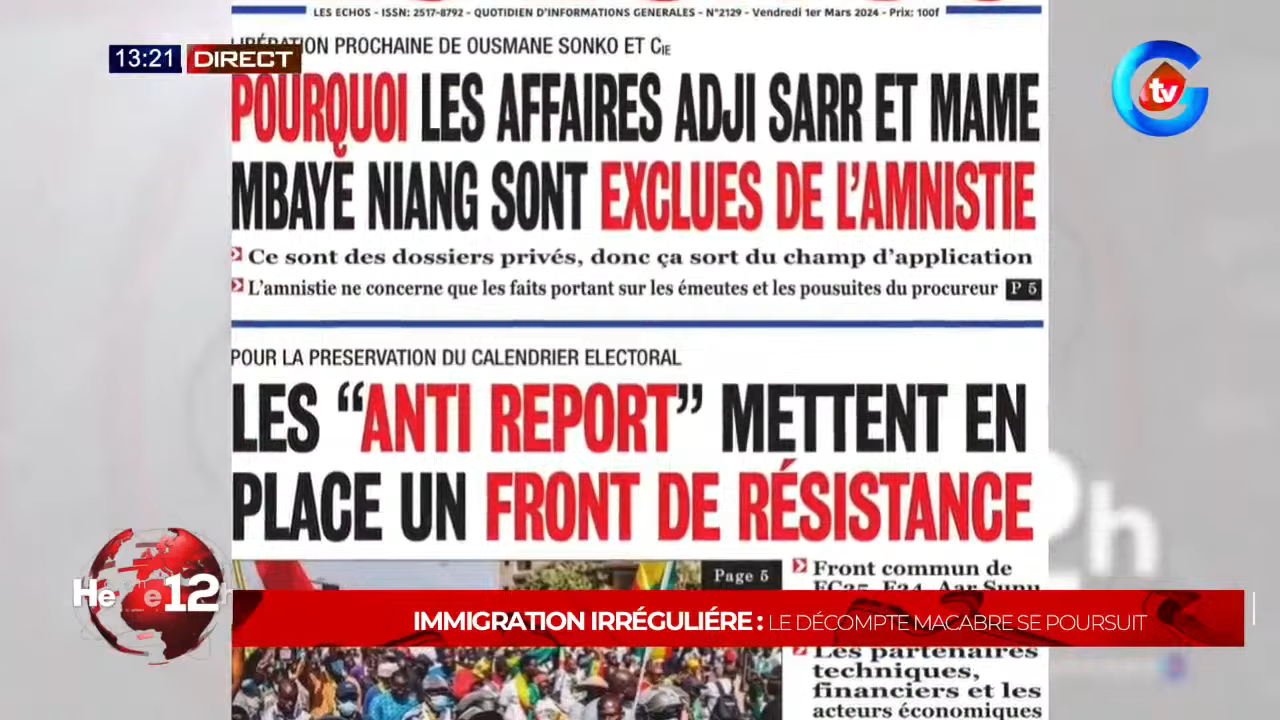 LES ECHOS - ISSN: 2517-8792 - QUOTIDIEN D'INFORMATIONS GENERALES - N°2129 - Vendredi 1er Mars 2024 - Prix: 100f
13:21 DIRECT
LIBÉRATION PROCHAINE DE OUSMANE SONKO ET CIE
tv
POURQUOI LES AFFAIRES ADJI SARR ET MAME
MBAYE NIANG SONT EXCLUES DE L'AMNISTIE
Ce sont des dossiers privés, donc ça sort du champ d'application
L'amnistie ne concerne que les faits portant sur les émeutes et les pousuites du procureur P 5
POUR LA PRESERVATION DU CALENDRIER ELECTORAL
LES “ANTI REPORT” METTENT EN
PLACE UN FRONT DE RÉSISTANCE
Page 5
Front commun de
FC25, F24, Aar Sunu
12h
IMMIGRATION IRRÉGULIÉRE : LE DÉCOMPTE MACABRE SE POURSUIT
Les partenaires
techniques,
financiers et les
acteurs économiques